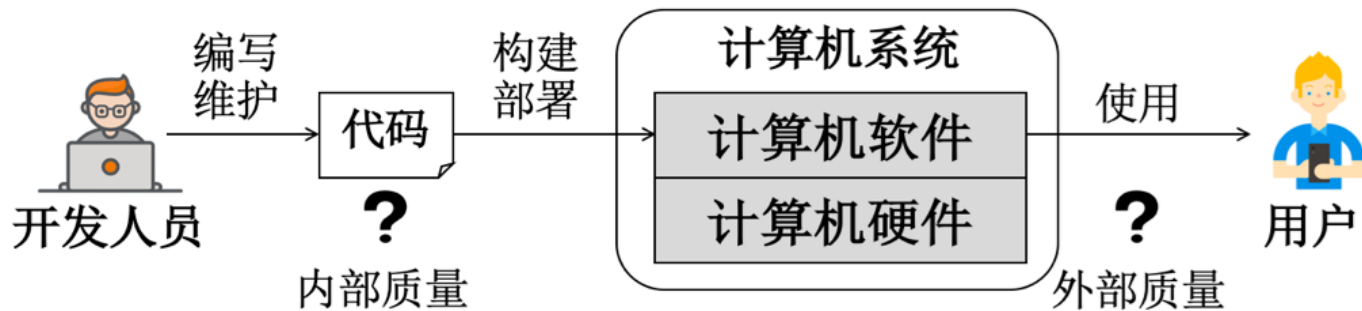 编写
维护
构建
部署
计算机系统
使用
代码
计算机软件
计算机硬件
开发人员
?
?
用户
内部质量
外部质量